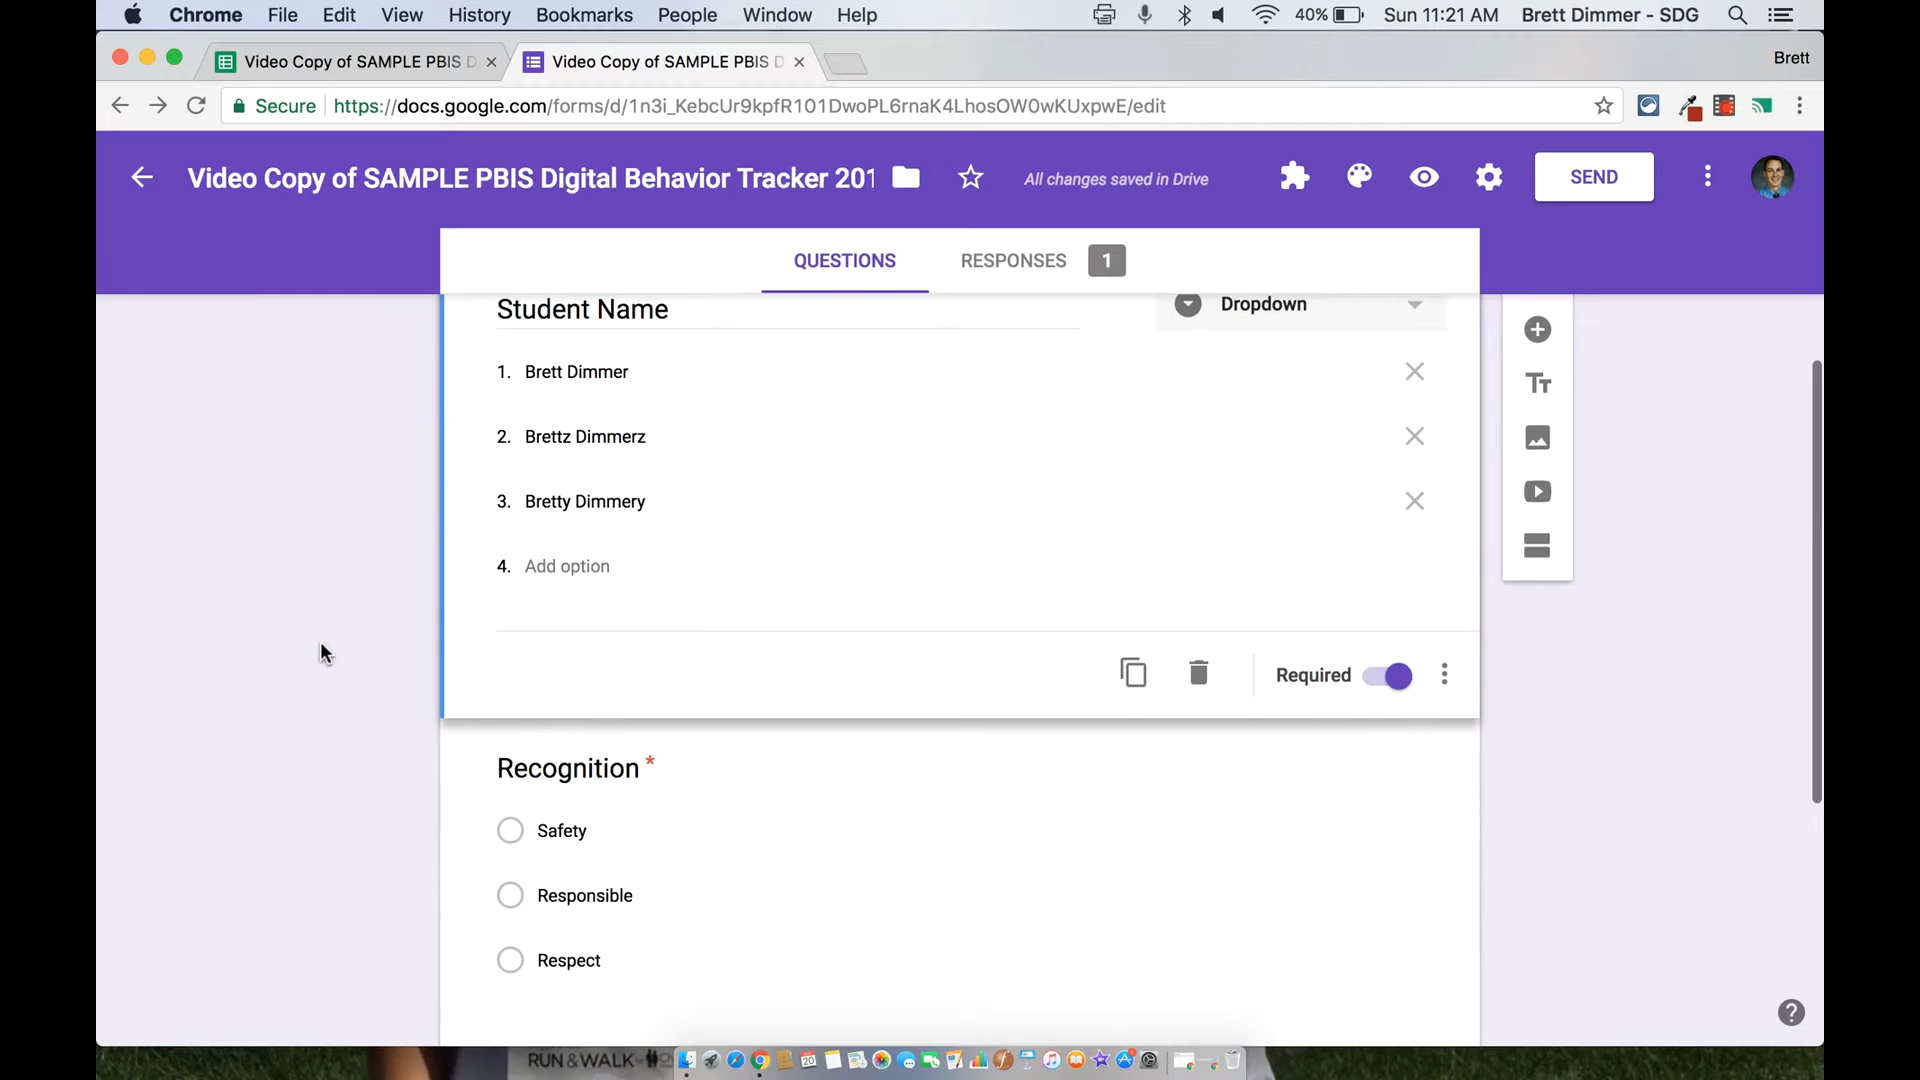 Chrome File Edit View History Bookmarks People Window Help 40% Sun 11:21 AM Brett Dimmer - SDG
Video Copy of SAMPLE PBIS D Video Copy of SAMPLE PBIS D Brett
Secure https://docs.google.com/forms/d/1n3i_KebcUr9kpfR101DwoPL6rnaK4LhosOW0wKUxpwE/edit
Video Copy of SAMPLE PBIS Digital Behavior Tracker 201 All changes saved in Drive SEND
QUESTIONS RESPONSES 1
Student Name Dropdown
1. Brett Dimmer
2. Brettz Dimmerz
3. Bretty Dimmery
4. Add option
Required
Recognition *
Safety
Responsible
Respect
RUN & WALK